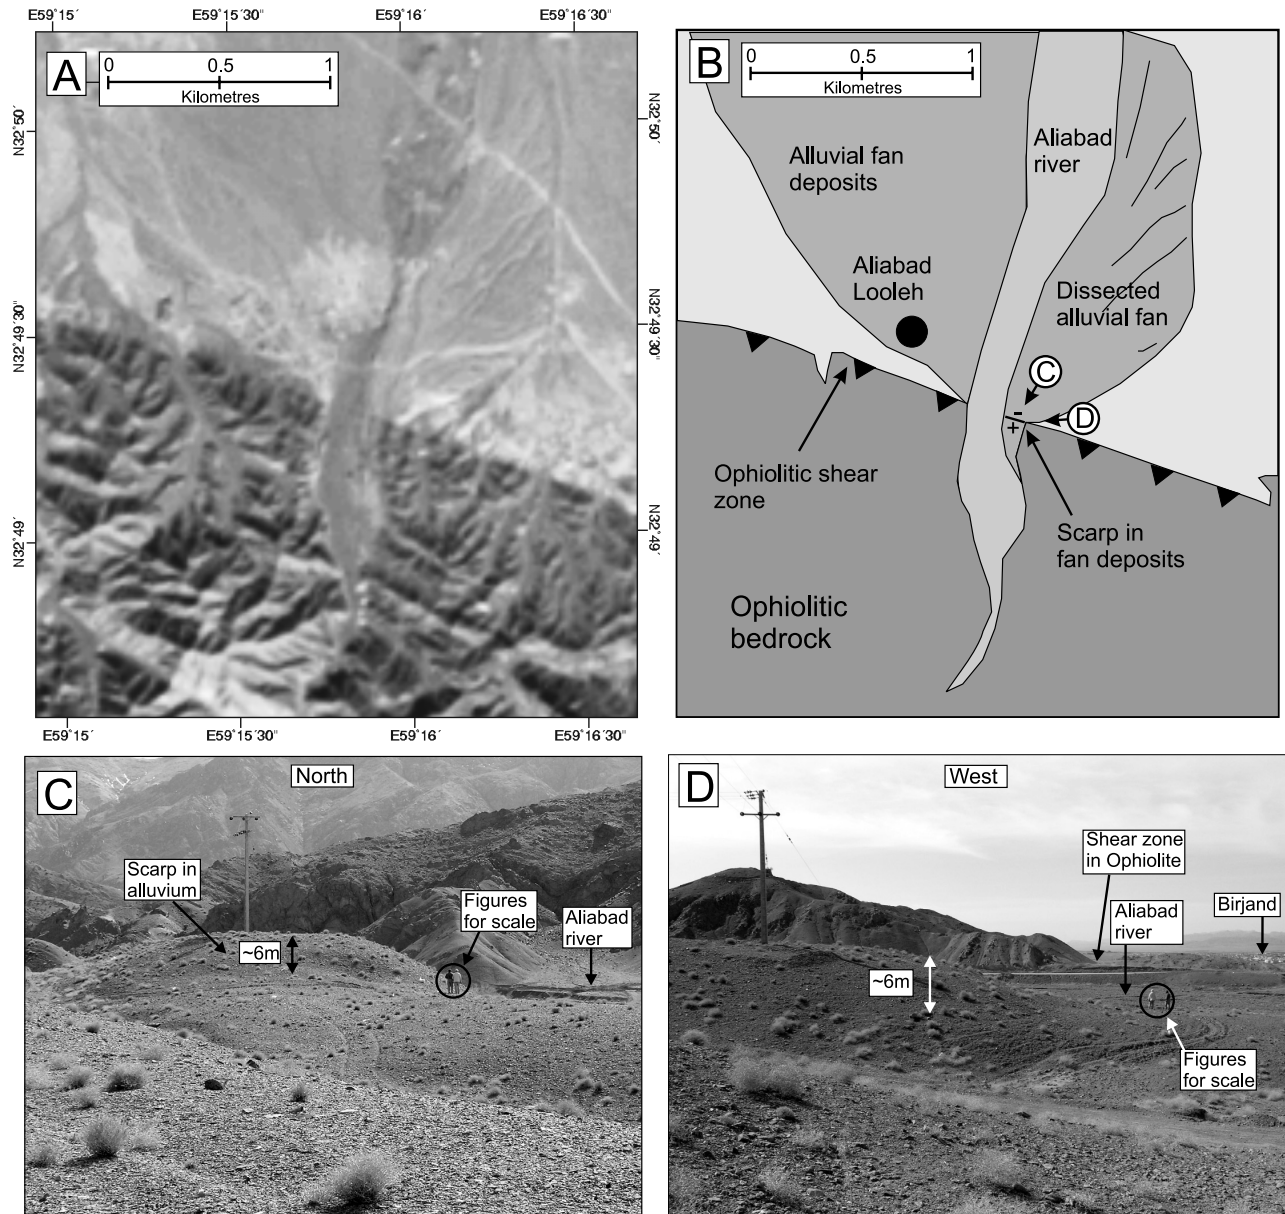 E59°15´
E59°15´30"
E59°16´
E59°16´30"
A
0
0.5
1
Kilometres
N32°50´
N32°49´30"
N32°49´
N32°50´
N32°49´30"
N32°49´
E59°15´
E59°15´30"
E59°16´
E59°16´30"
B
0
0.5
1
Kilometres
Alluvial fan
deposits
Aliabad
river
Aliabad
Looleh
Dissected
alluvial fan
C
D
-
+
Ophiolitic shear
zone
Scarp in
fan deposits
Ophiolitic
bedrock
C
North
Scarp in
alluvium
~6m
Figures
for scale
Aliabad
river
D
West
Shear zone
in Ophiolite
Aliabad
river
Birjand
~6m
Figures
for scale